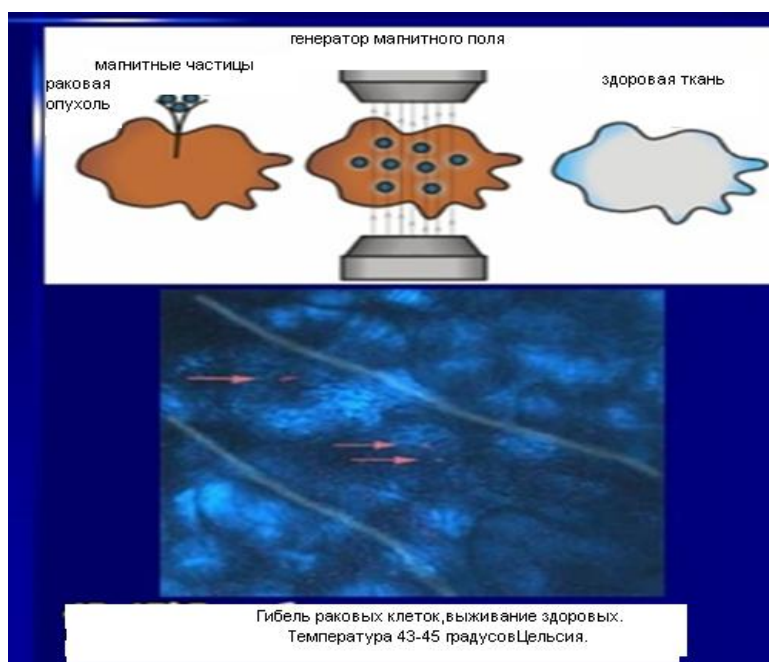 генератор магнитного поля
магнитные частицы
раковая
опухоль
здоровая ткань
Гибель раковых клеток,выживание здоровых.
Температура 43-45 градусовЦельсия.